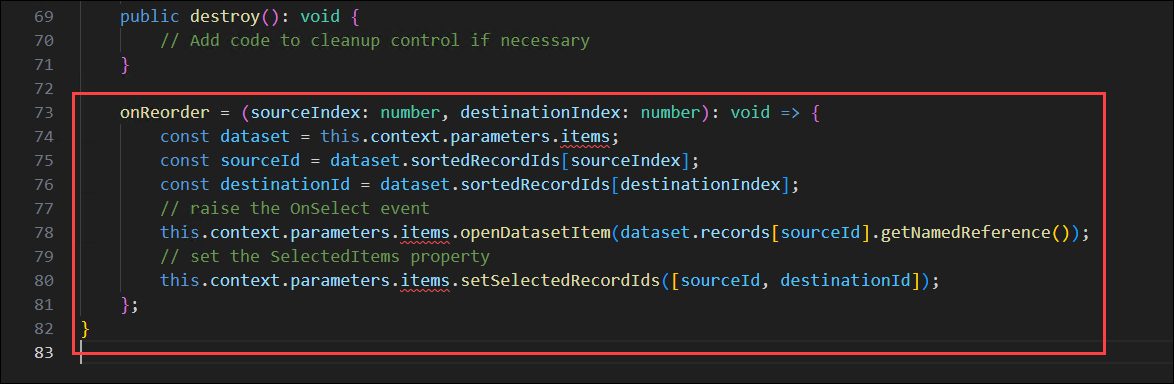 69 public destroy(): void {
70 // Add code to cleanup control if necessary
71 }
72
73 onReorder = (sourceIndex: number, destinationIndex: number): void => {
74 const dataset = this.context.parameters.items;
75 const sourceId = dataset.sortedRecordIds[sourceIndex];
76 const destinationId = dataset.sortedRecordIds[destinationIndex];
77 // raise the OnSelect event
78 this.context.parameters.items.openDatasetItem(dataset.records[sourceId].getNamedReference());
79 // set the SelectedItems property
80 this.context.parameters.items.setSelectedRecordIds([sourceId, destinationId]);
81 };
82 }
83